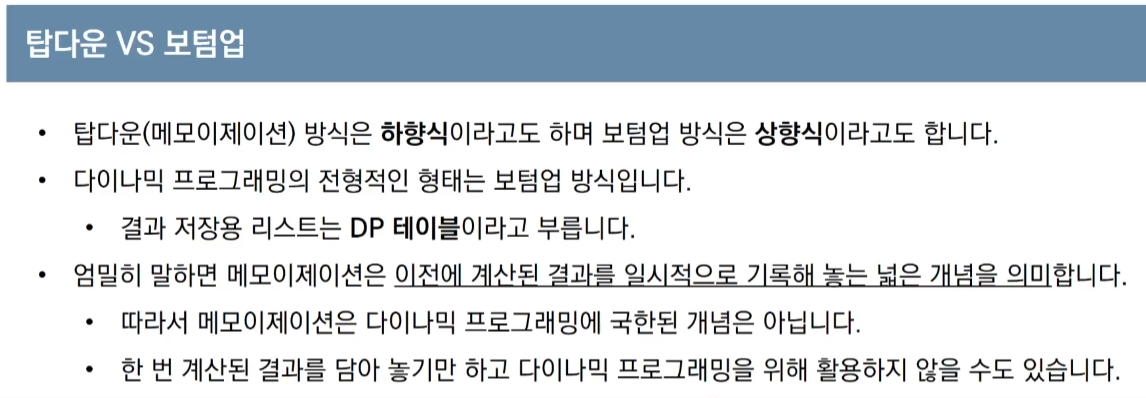 탑다운 VS 보텀업
• 탑다운(메모이제이션) 방식은 하향식이라고도 하며 보텀업 방식은 상향식이라고도 합니다.
• 다이나믹 프로그래밍의 전형적인 형태는 보텀업 방식입니다.
• 결과 저장용 리스트는 DP 테이블이라고 부릅니다.
• 엄밀히 말하면 메모이제이션은 이전에 계산된 결과를 일시적으로 기록해 놓는 넓은 개념을 의미합니다.
• 따라서 메모이제이션은 다이나믹 프로그래밍에 국한된 개념은 아닙니다.
• 한 번 계산된 결과를 담아 놓기만 하고 다이나믹 프로그래밍을 위해 활용하지 않을 수도 있습니다.